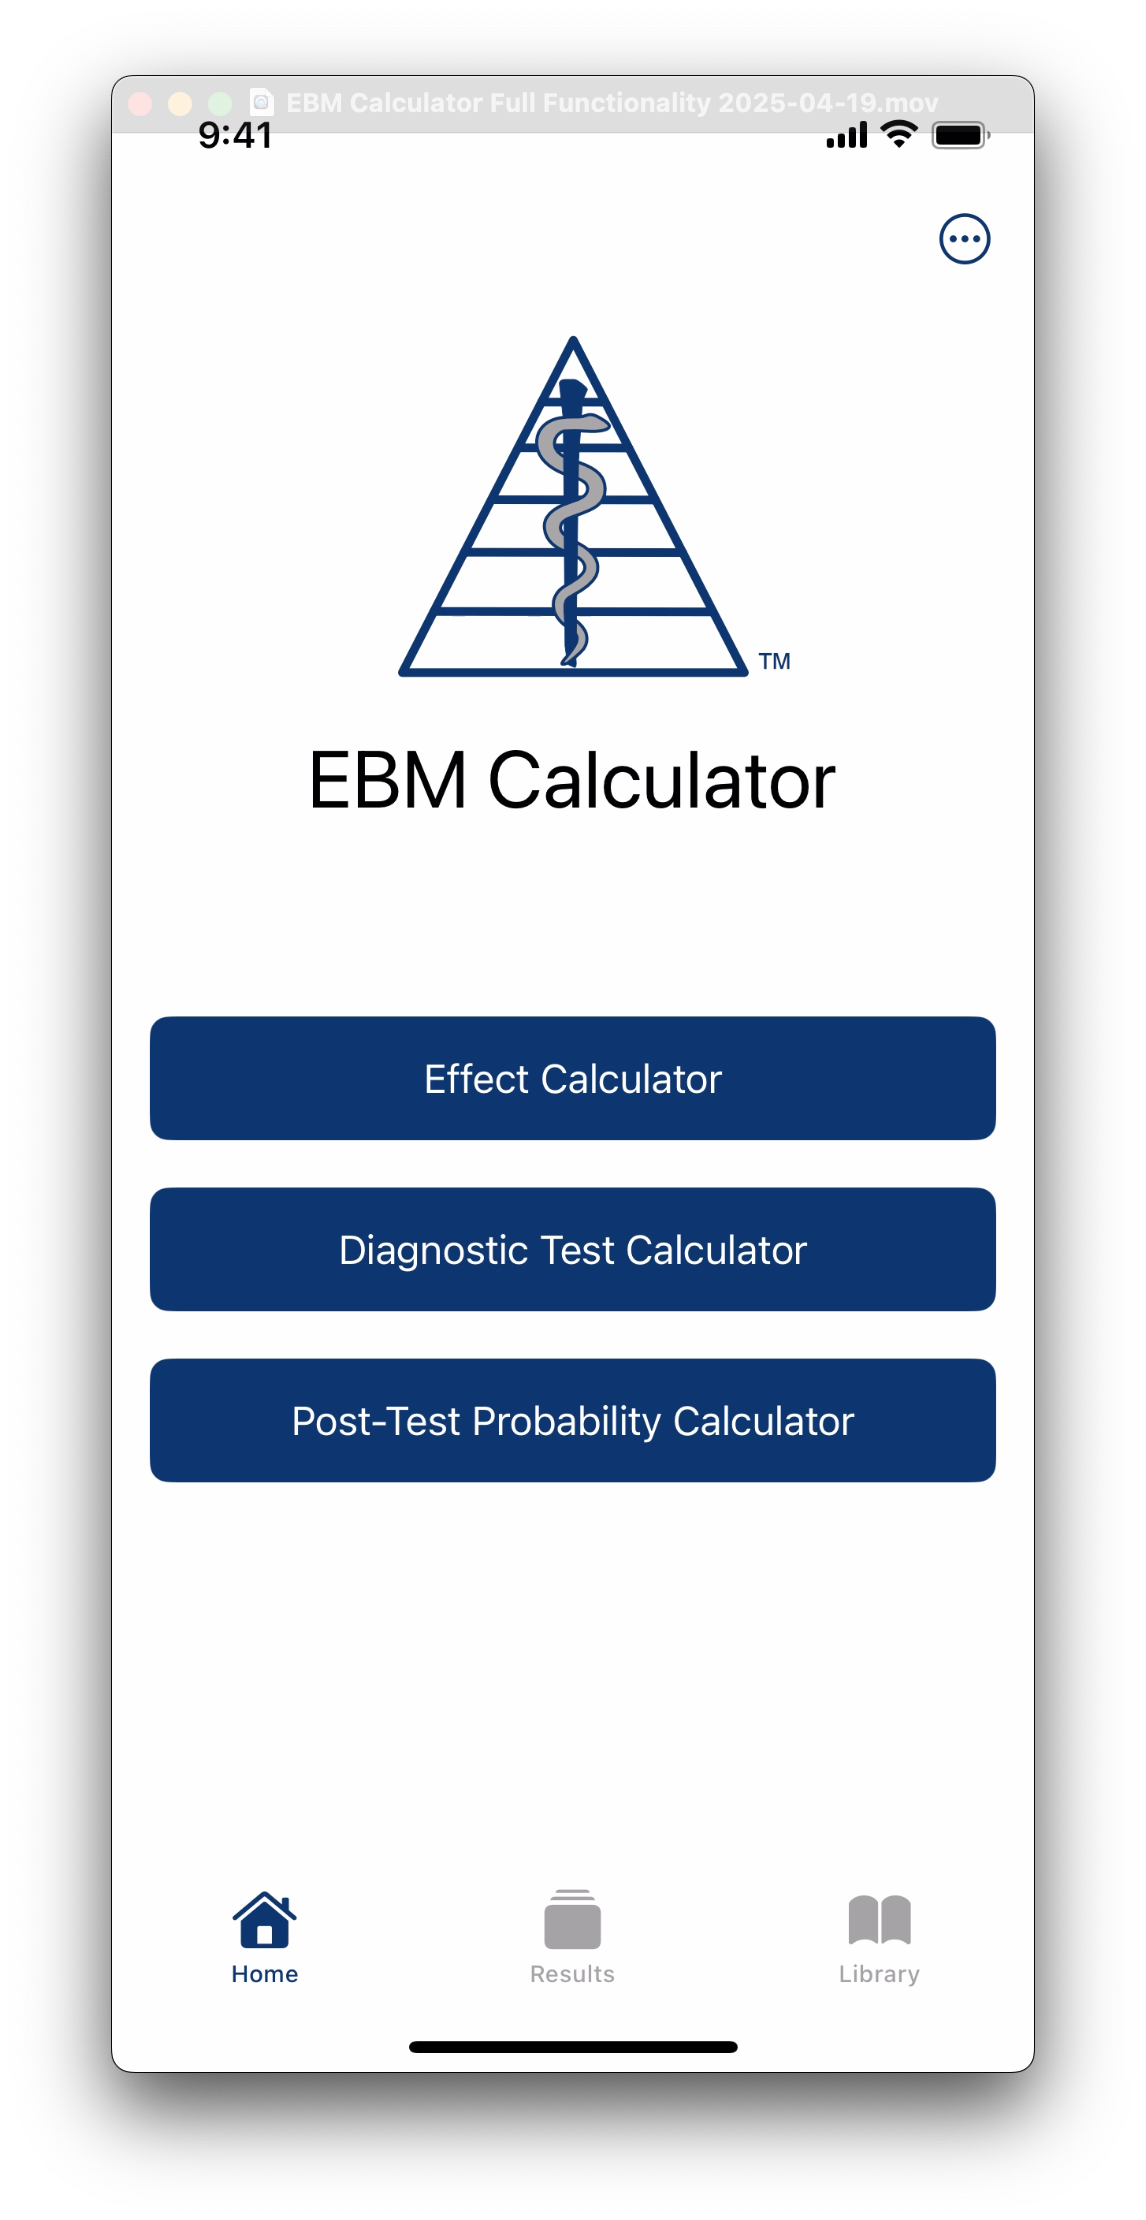 EBM Calculator Full Functionality 2025-04-19.mov
9:41
TM
EBM Calculator
Effect Calculator
Diagnostic Test Calculator
Post-Test Probability Calculator
Home
Results
Library